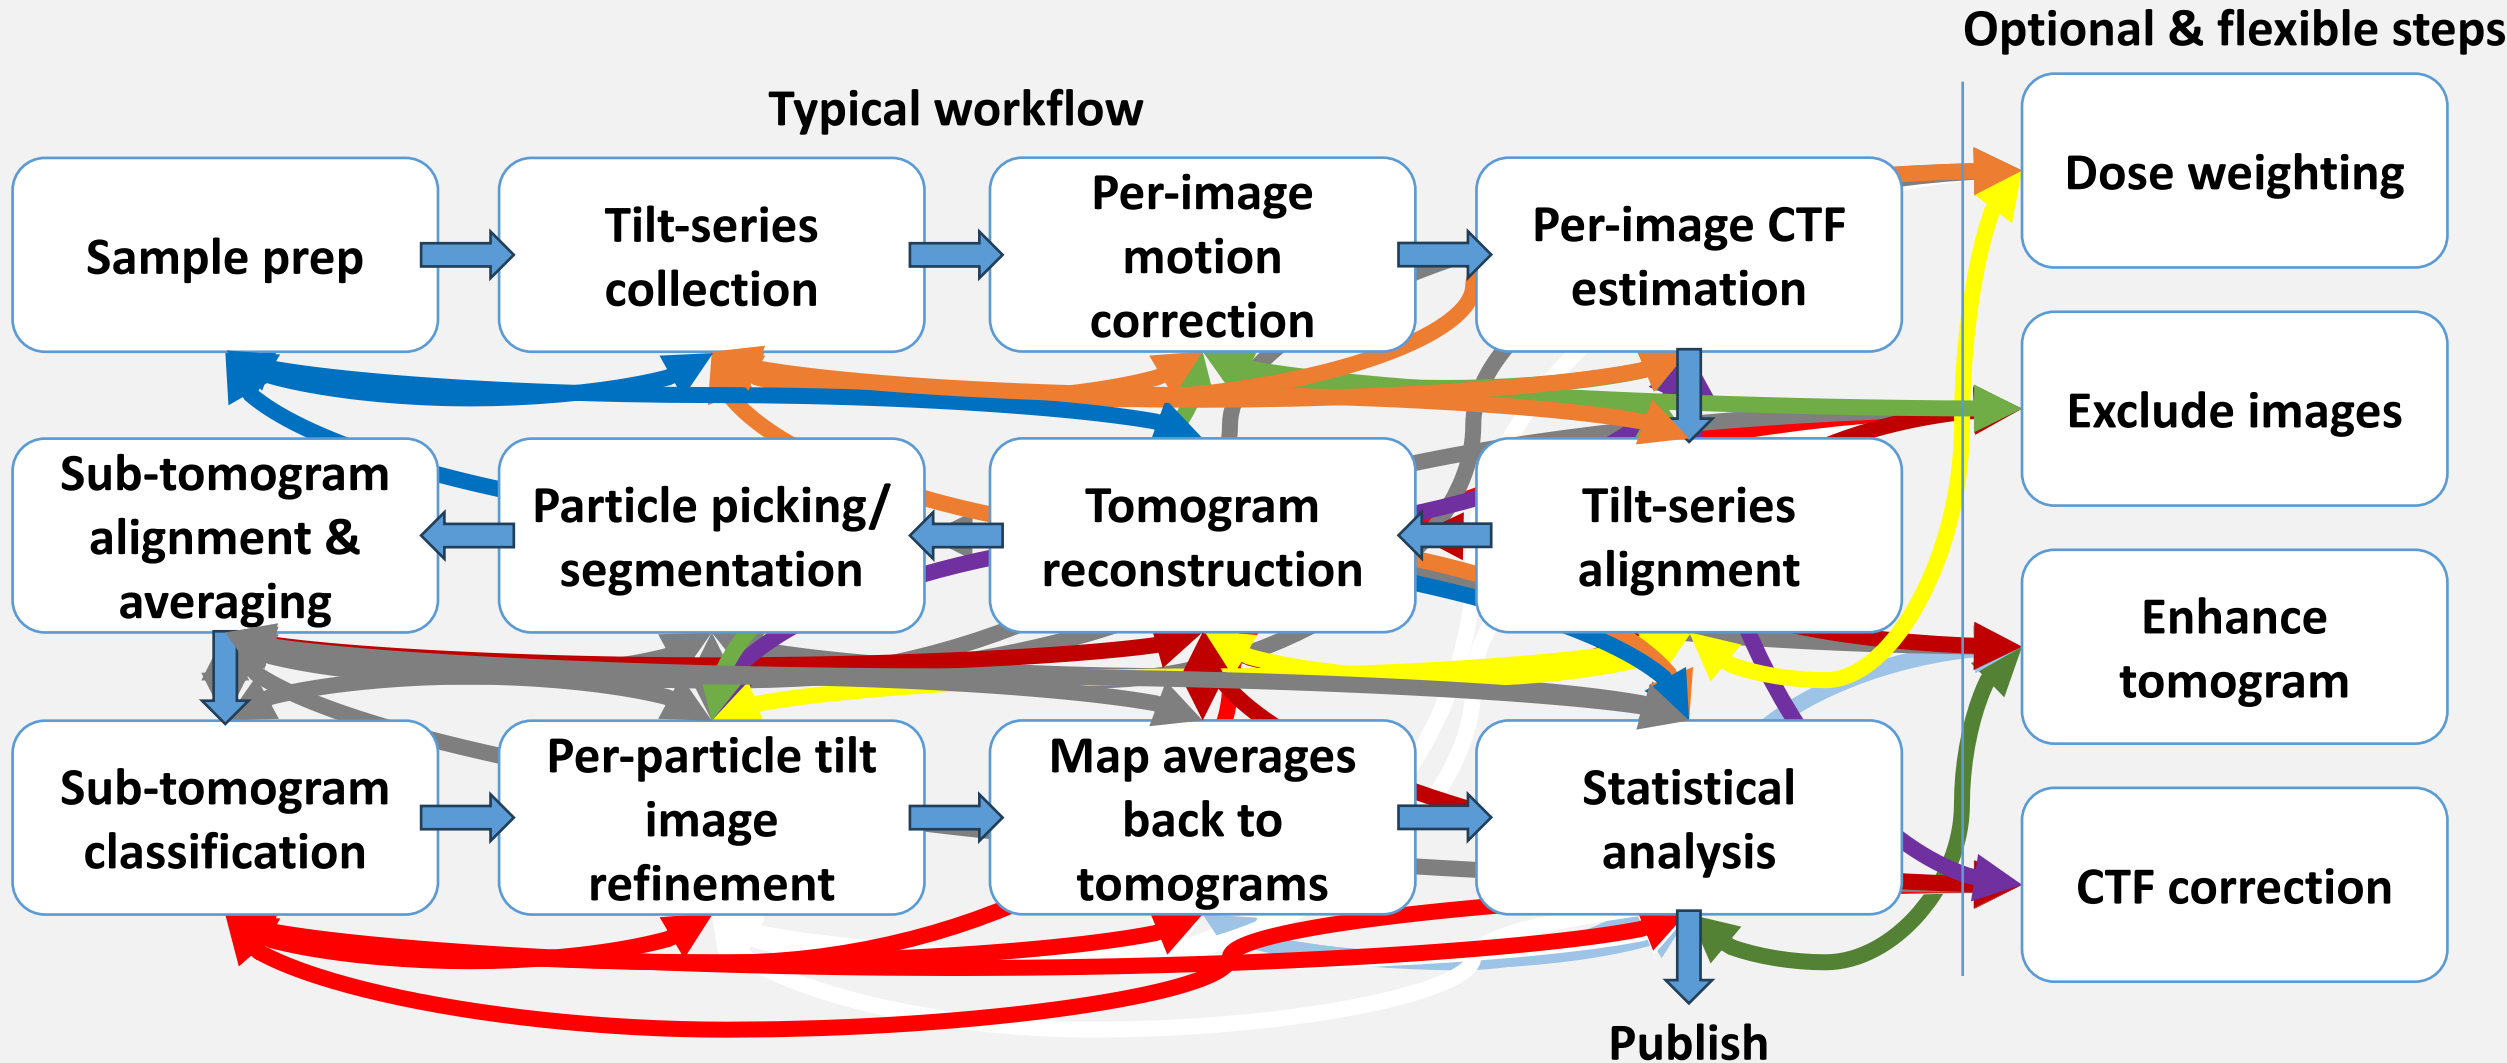 Optional & flexible steps
Typical workflow
Sample prep
Tilt-series
collection
Per-image
motion
correction
Per-image CTF
estimation
Dose weighting
Exclude images
Sub-tomogram
alignment &
averaging
Particle picking/
segmentation
Tomogram
reconstruction
Tilt-series
alignment
Enhance
tomogram
Sub-tomogram
classification
Per-particle tilt
image
refinement
Map averages
back to
tomograms
Statistical
analysis
CTF correction
Publish